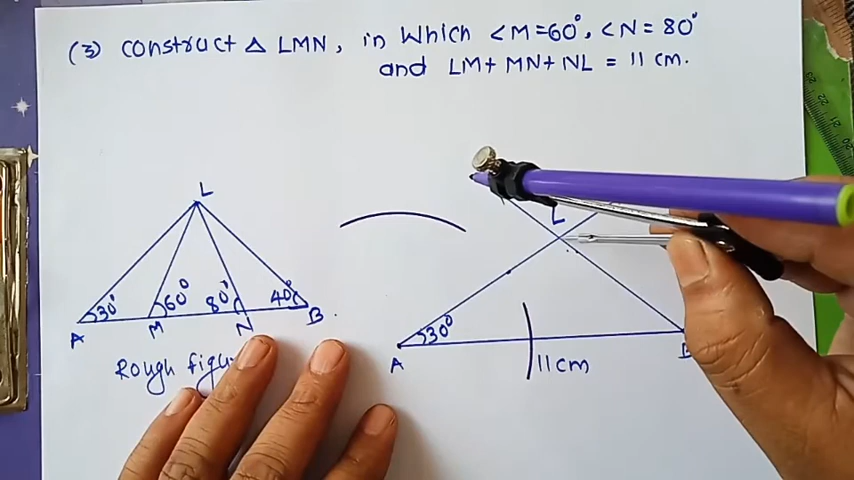 (3) Construct △ LMN, in which <M=60°, <N=80°
and LM+MN+NL = 11 cm.
L
L
30° 60° 80° 40°
A M N B
30°
A 11cm
Rough figu